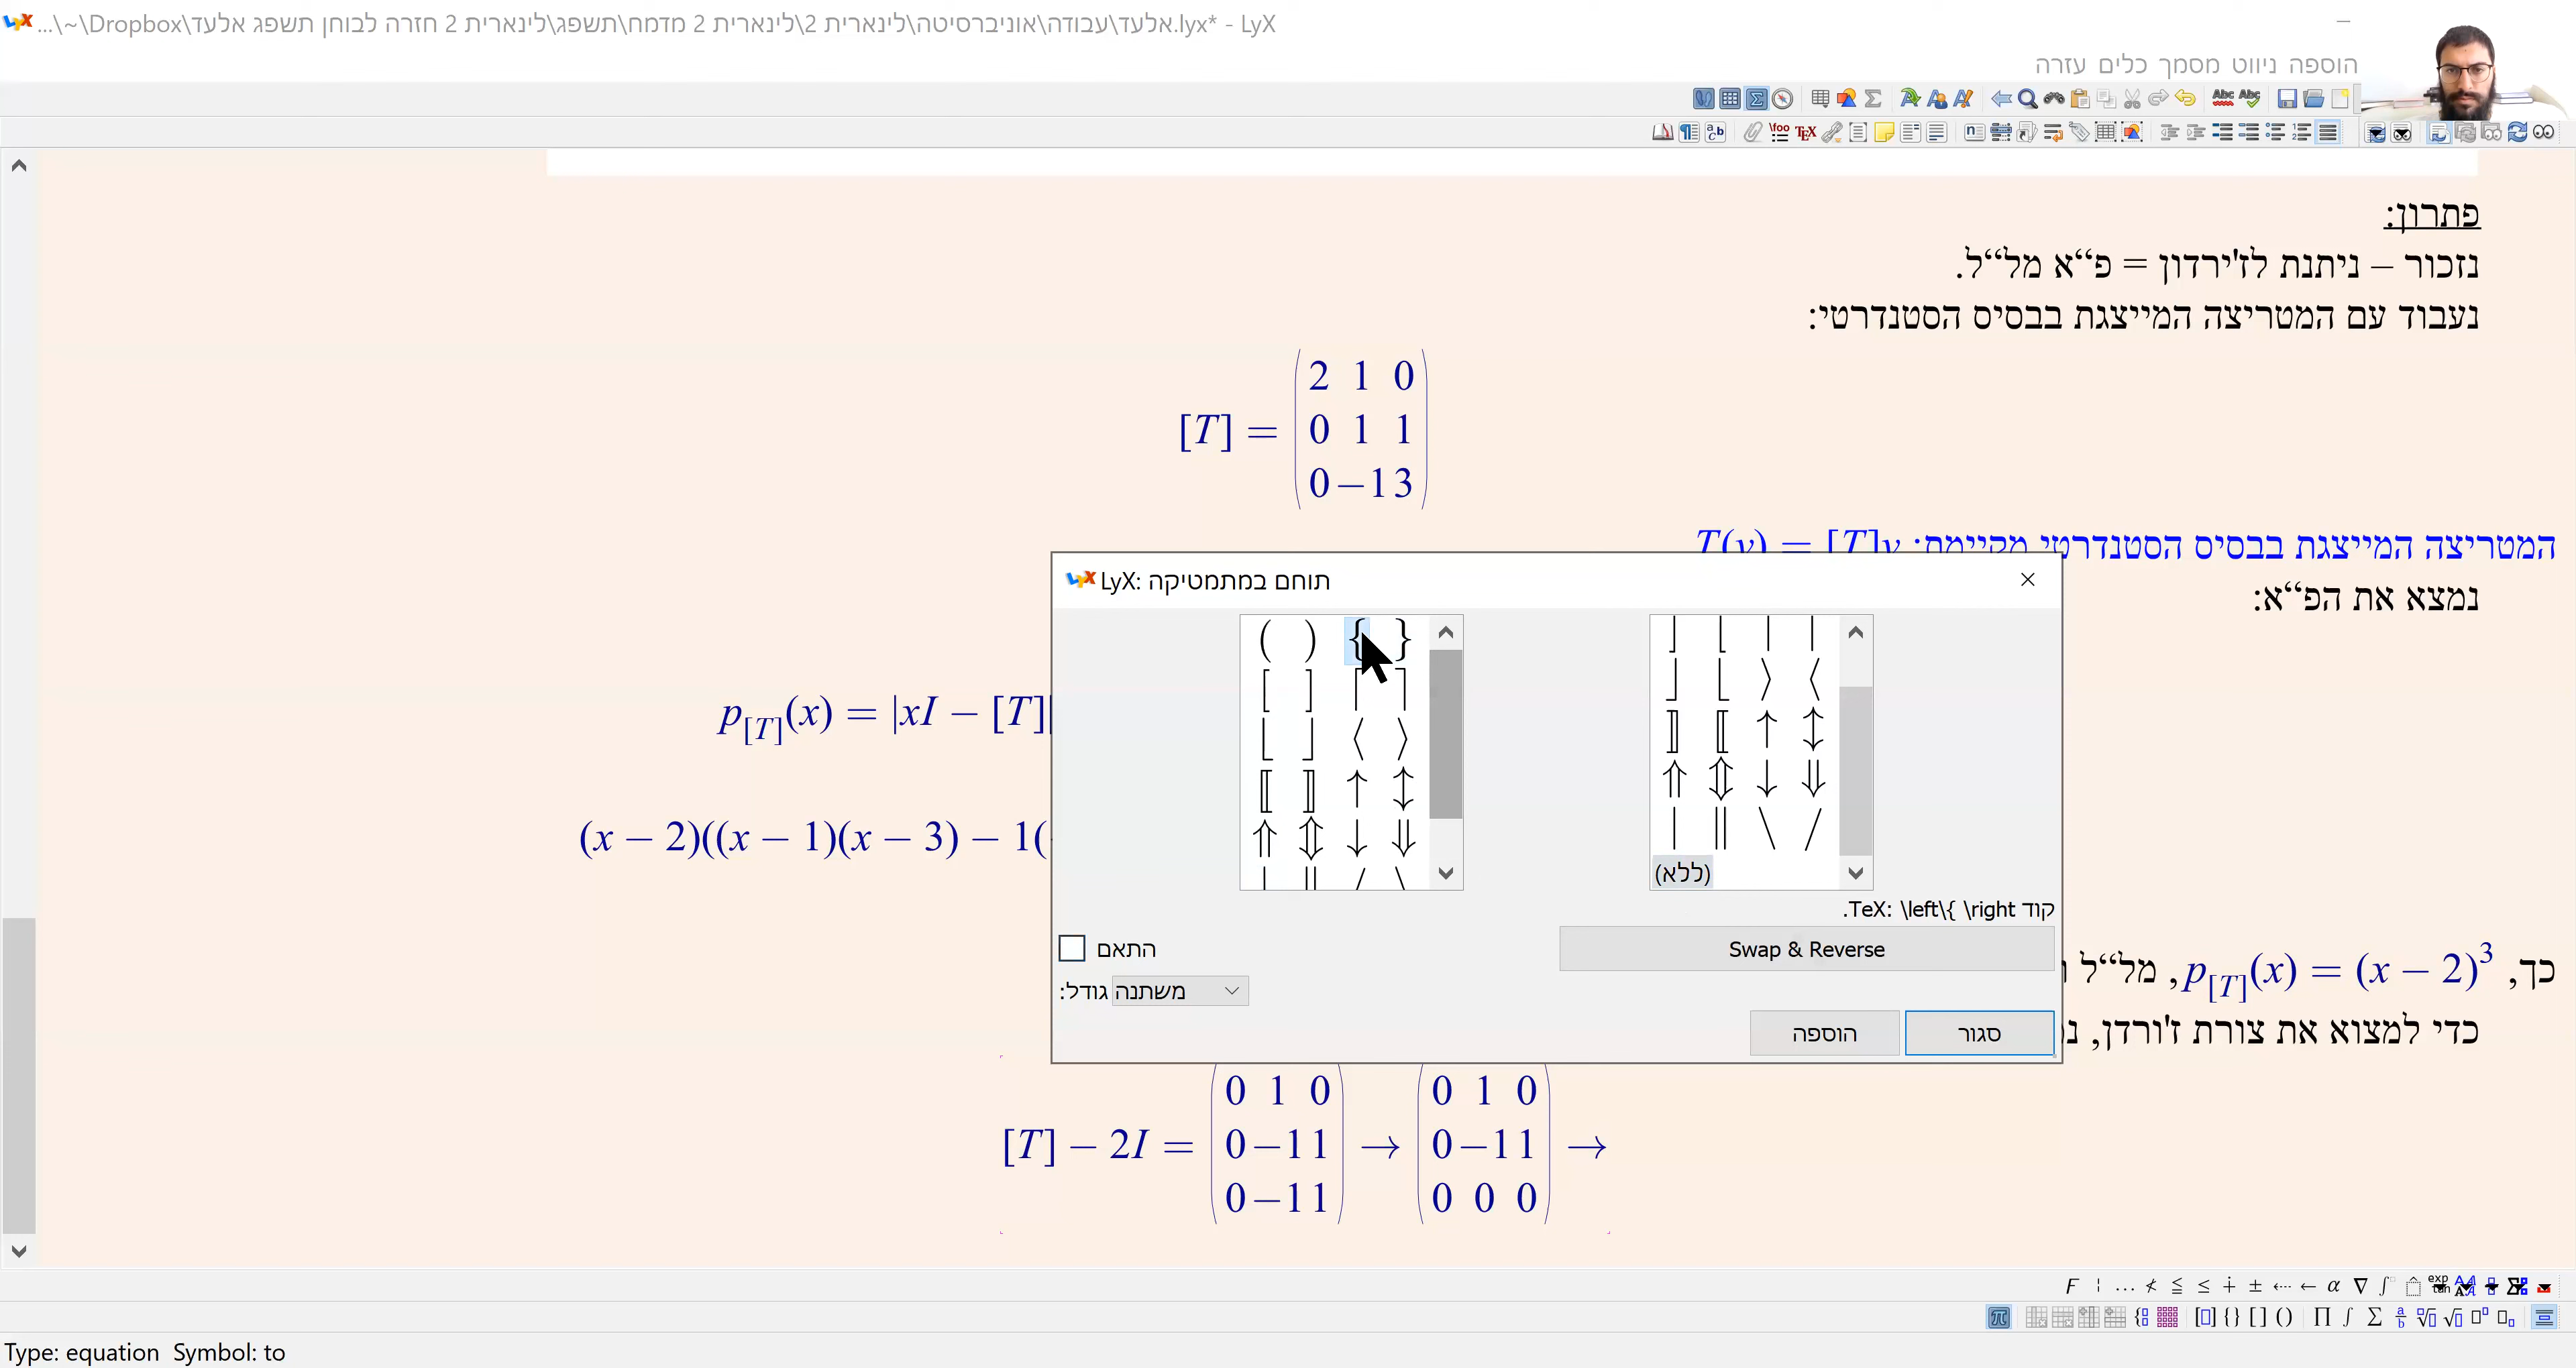 ...\~\Dropbox\אלעד\עבודה\אוניברסיטה\לינארית 2\לינארית 2 מדמח\תשפג\לינארית 2 חזרה לבוחן תשפג אלעד.lyx* - LyX
הוספה ניווט מסמך כלים עזרה
פתרון:
נזכור – ניתנת לז'ירדון = פ“א מל“ל.
נעבוד עם המטריצה המייצגת בבסיס הסטנדרטי:
[T] = ( 2 1 0
0 1 1
0 −1 3 )
המטריצה המייצגת בבסיס הסטנדרטי מקיימת: T(v) = [T]v
נמצא את הפ“א:
LyX: תוחם במתמטיקה
p[T](x) = |xI − [T]|
(x − 2)((x − 1)(x − 3) − 1(
(ללא)
קוד TeX: \left\{ \right.
התאם
Swap & Reverse
גודל: משתנה
הוספה סגור
כך, p[T](x) = (x − 2)³, מל“ל
כדי למצוא את צורת ז'ורדן,
[T] − 2I = ( 0 1 0
0 −1 1
0 −1 1 ) → ( 0 1 0
0 −1 1
0 0 0 ) →
Type: equation Symbol: to